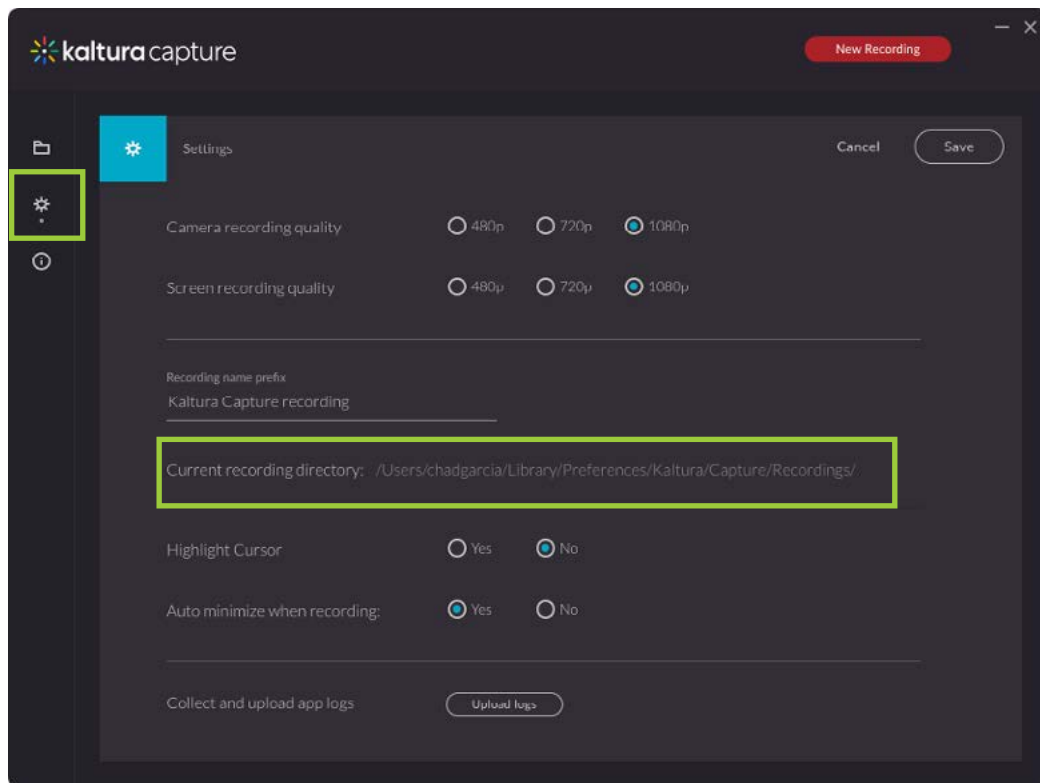 kaltura capture
New Recording
Settings
Cancel
Save
Camera recording quality
480p 720p 1080p
Screen recording quality
480p 720p 1080p
Recording name prefix
Kaltura Capture recording
Current recording directory: /Users/chadgarcia/Library/Preferences/Kaltura/Capture/Recordings/
Highlight Cursor
Yes No
Auto minimize when recording:
Yes No
Collect and upload app logs
Upload logs